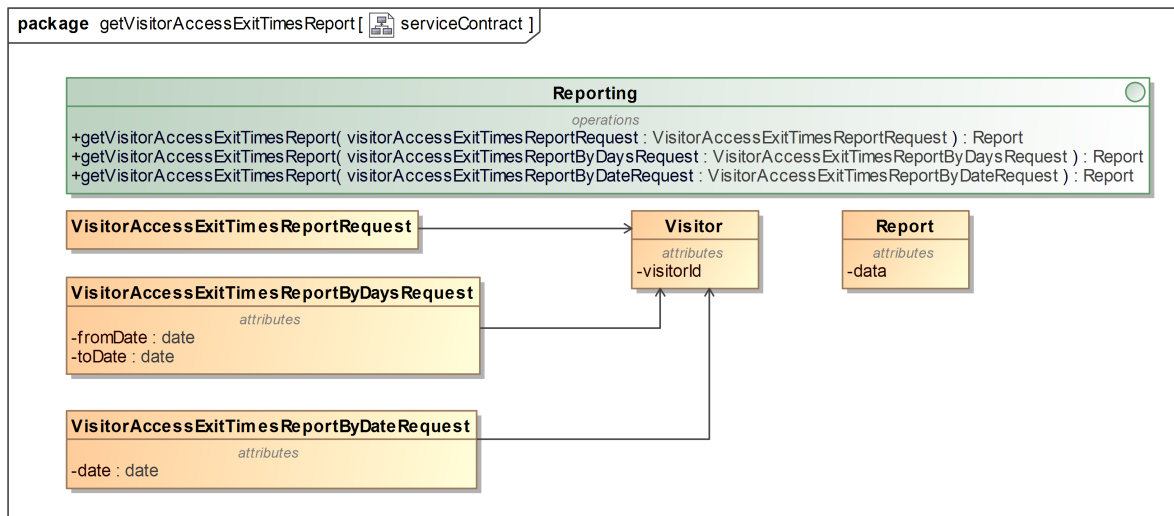 package getVisitorAccessExitTimesReport [ serviceContract ]
Reporting
operations
+getVisitorAccessExitTimesReport( visitorAccessExitTimesReportRequest : VisitorAccessExitTimesReportRequest ) : Report
+getVisitorAccessExitTimesReport( visitorAccessExitTimesReportByDaysRequest : VisitorAccessExitTimesReportByDaysRequest ) : Report
+getVisitorAccessExitTimesReport( visitorAccessExitTimesReportByDateRequest : VisitorAccessExitTimesReportByDateRequest ) : Report
VisitorAccessExitTimesReportRequest
Visitor
attributes
-visitorId
Report
attributes
-data
VisitorAccessExitTimesReportByDaysRequest
attributes
-fromDate : date
-toDate : date
VisitorAccessExitTimesReportByDateRequest
attributes
-date : date